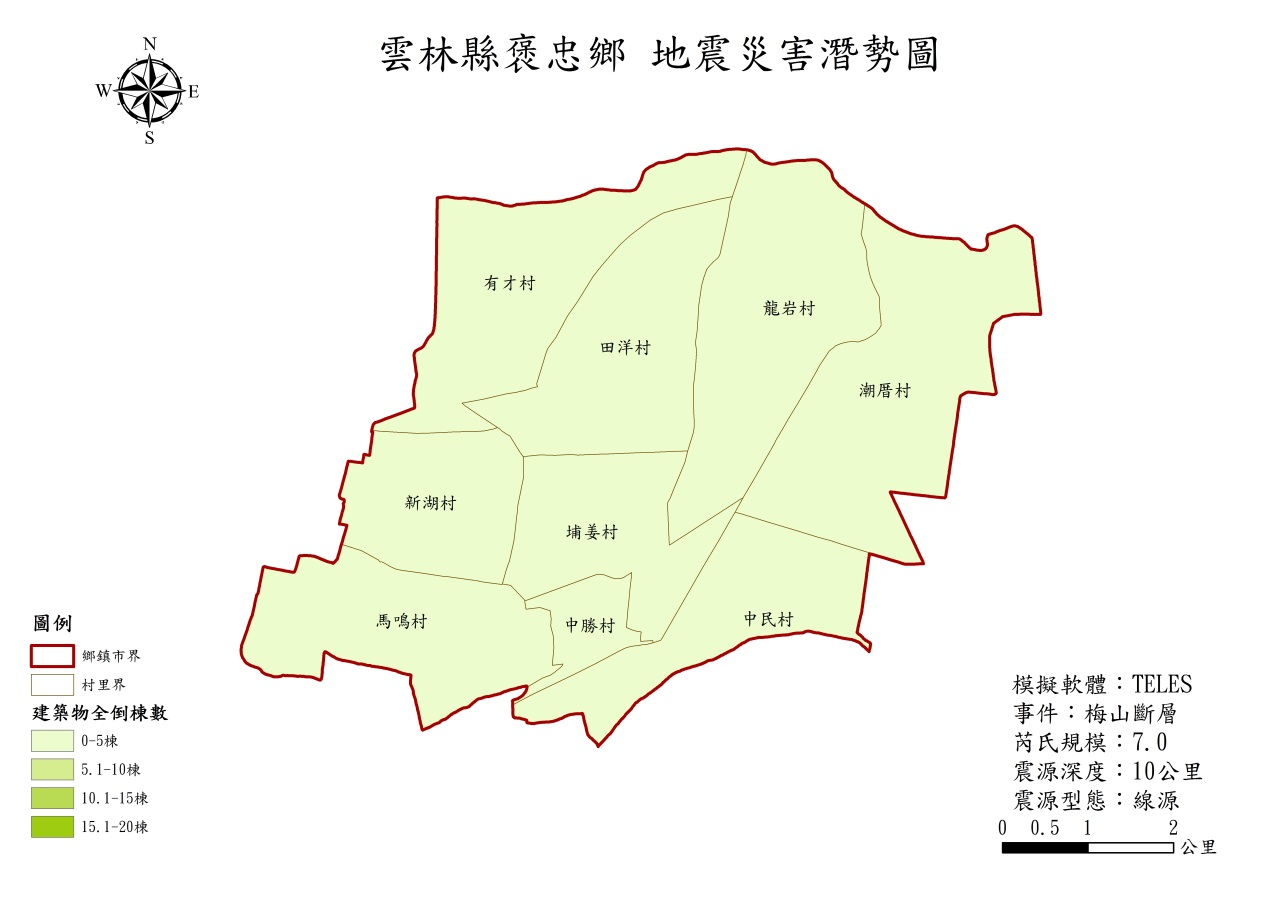 雲林縣褒忠鄉 地震災害潛勢圖
N
W
E
S
有才村
龍岩村
田洋村
潮厝村
新湖村
埔姜村
馬鳴村
中勝村
中民村
圖例
鄉鎮市界
村里界
建築物全倒棟數
0-5棟
5.1-10棟
10.1-15棟
15.1-20棟
模擬軟體：TELES
事件：梅山斷層
芮氏規模：7.0
震源深度：10公里
震源型態：線源
0 0.5 1 2
公里